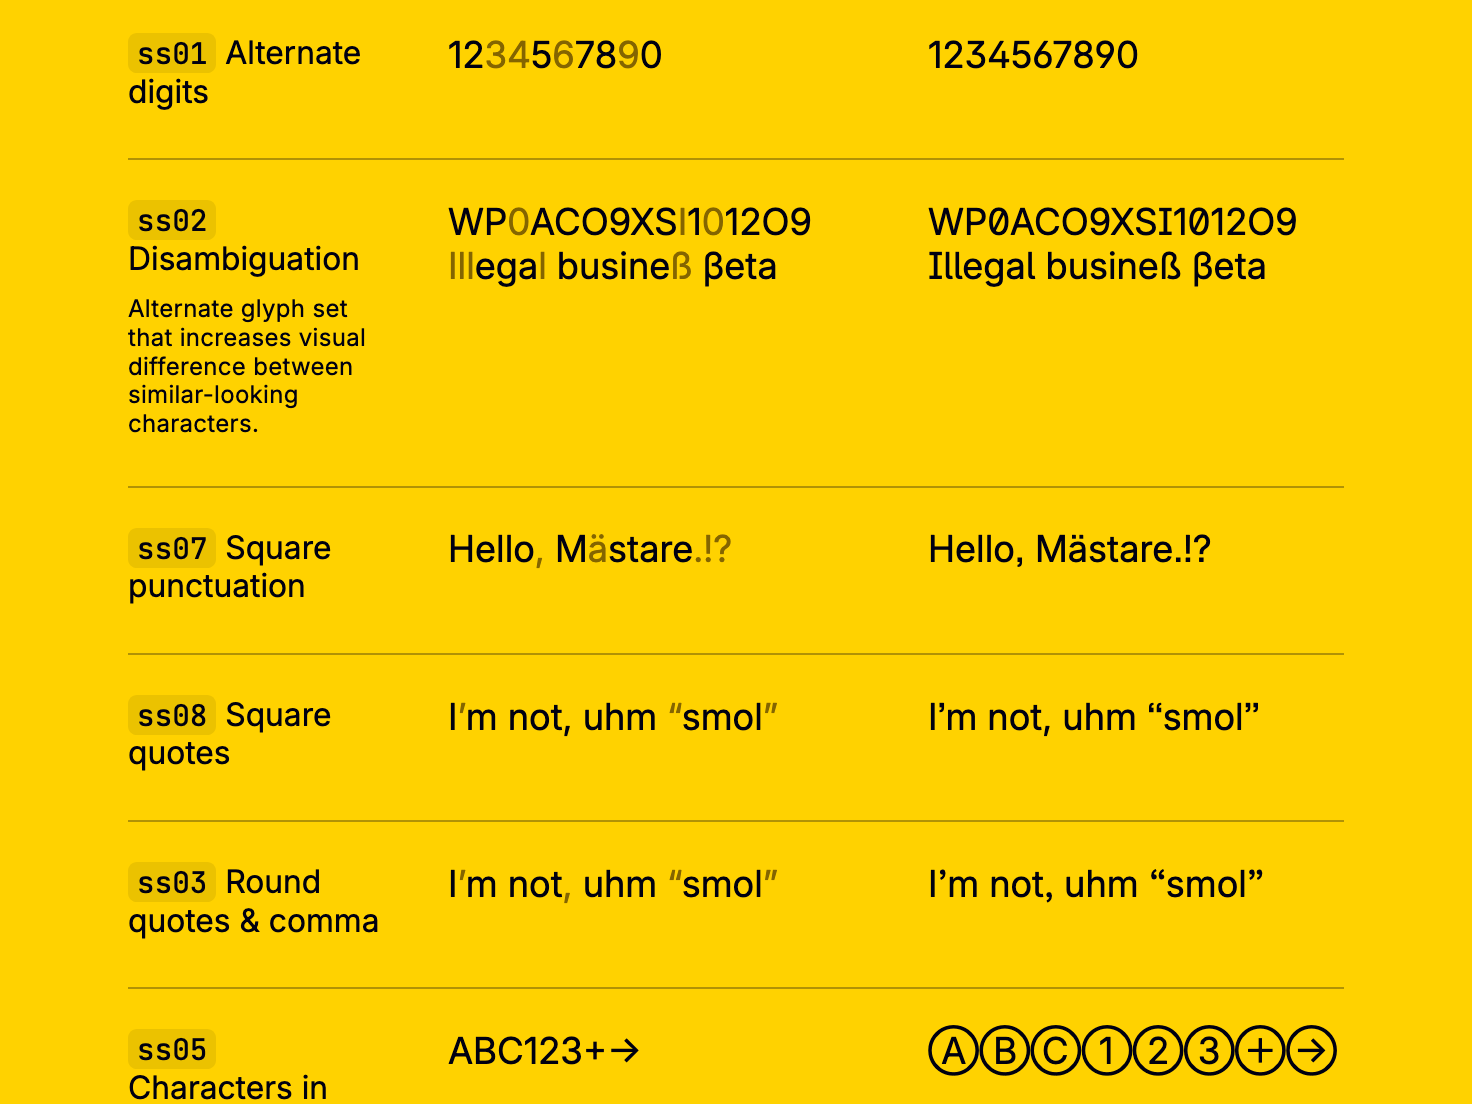 ss01 Alternate
digits
1234567890
1234567890
ss02
Disambiguation
Alternate glyph set
that increases visual
difference between
similar-looking
characters.
WP0ACO9XSI1012O9
Illegal busineß βeta
WP0ACO9XSI1012O9
Illegal busineß βeta
ss07 Square
punctuation
Hello, Mästare.!?
Hello, Mästare.!?
ss08 Square
quotes
I’m not, uhm “smol”
I’m not, uhm “smol”
ss03 Round
quotes & comma
I’m not, uhm “smol”
I’m not, uhm “smol”
ss05
Characters in
ABC123+→
ⒶⒷⒸ①②③⊕→